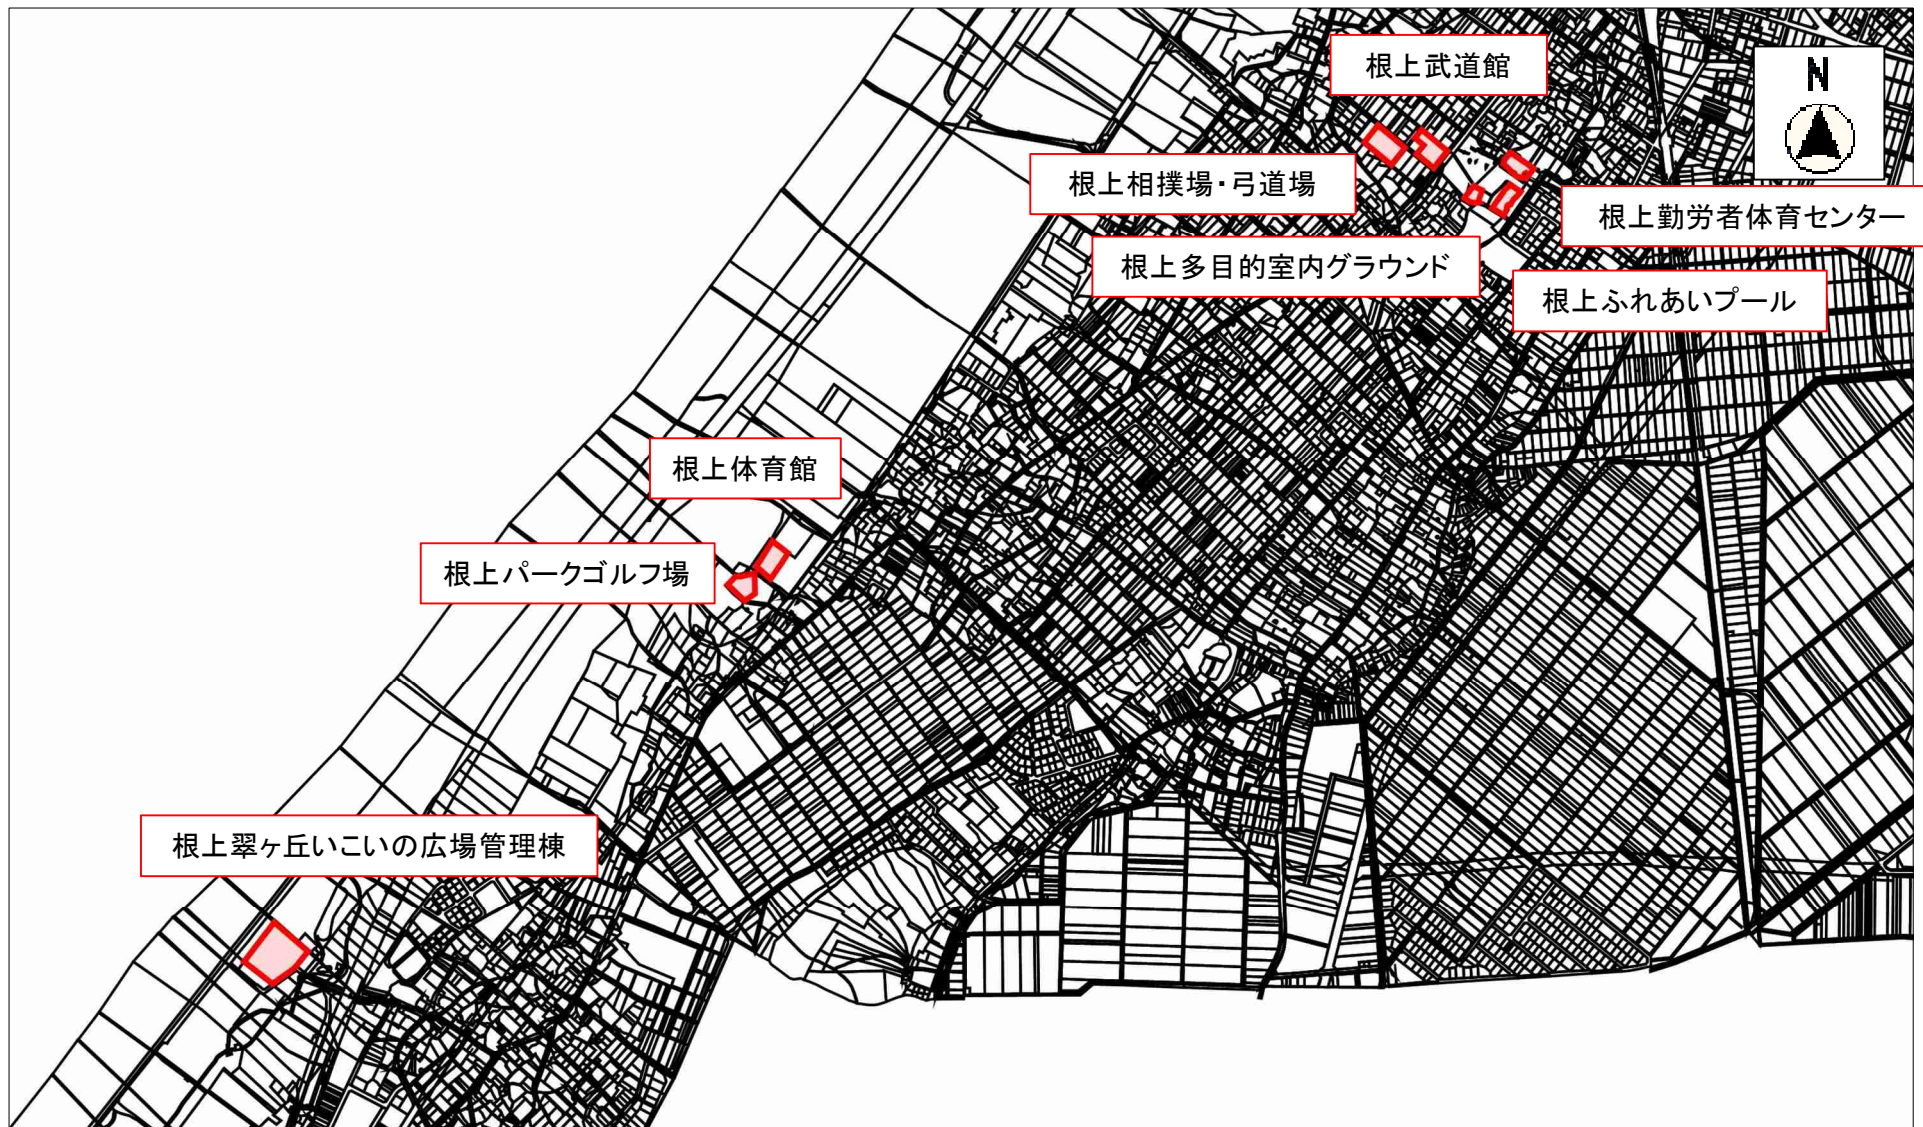 根上武道館
N
根上相撲場・弓道場
根上勤労者体育センター
根上多目的室内グラウンド
根上ふれあいプール
根上体育館
根上パークゴルフ場
根上翠ヶ丘いこいの広場管理棟